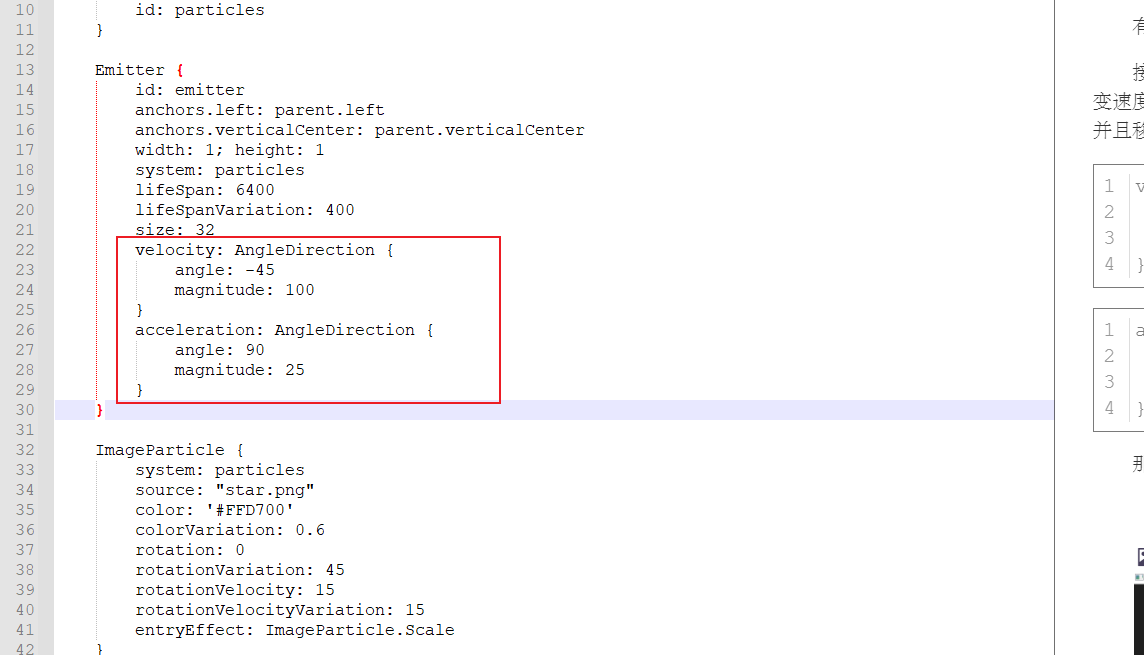 10 id: particles
11 }
12
13 Emitter {
14 id: emitter
15 anchors.left: parent.left
16 anchors.verticalCenter: parent.verticalCenter
17 width: 1; height: 1
18 system: particles
19 lifeSpan: 6400
20 lifeSpanVariation: 400
21 size: 32
22 velocity: AngleDirection {
23 angle: -45
24 magnitude: 100
25 }
26 acceleration: AngleDirection {
27 angle: 90
28 magnitude: 25
29 }
30 }
31
32 ImageParticle {
33 system: particles
34 source: "star.png"
35 color: '#FFD700'
36 colorVariation: 0.6
37 rotation: 0
38 rotationVariation: 45
39 rotationVelocity: 15
40 rotationVelocityVariation: 15
41 entryEffect: ImageParticle.Scale
42 }
变速
并且
1 v
2
3
4 }
1 a
2
3
4 }